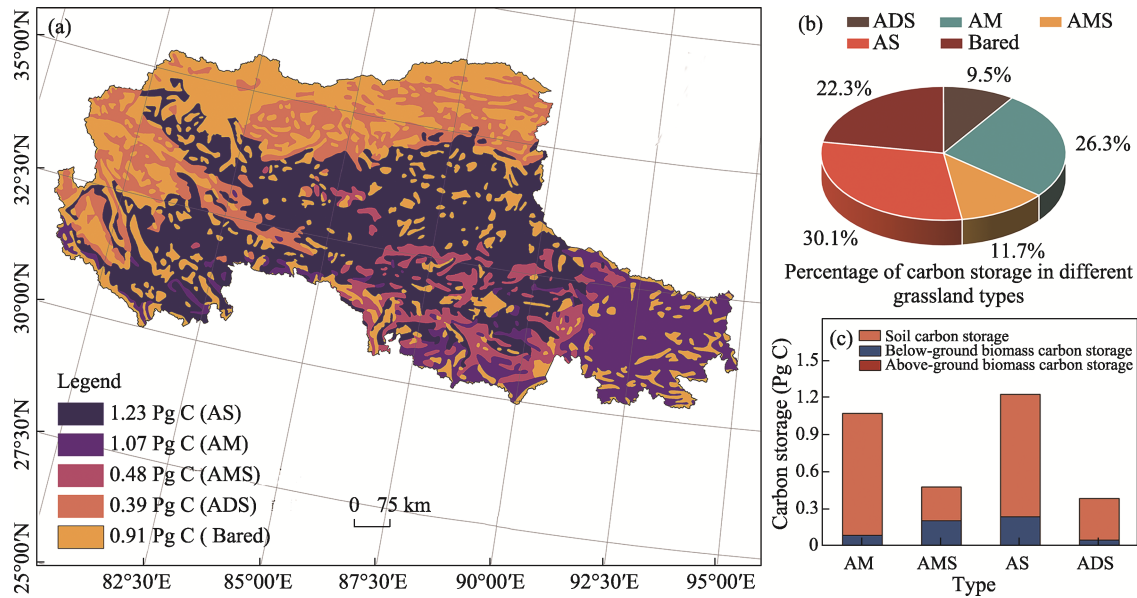 (a)
35°00′N
32°30′N
30°00′N
27°30′N
25°00′N
Legend
1.23 Pg C (AS)
1.07 Pg C (AM)
0.48 Pg C (AMS)
0.39 Pg C (ADS)
0.91 Pg C ( Bared)
0 75 km
82°30′E
85°00′E
87°30′E
90°00′E
92°30′E
95°00′E
(b)
ADS AM AMS
AS Bared
22.3%
9.5%
26.3%
30.1%
11.7%
Percentage of carbon storage in different
grassland types
(c)
Soil carbon storage
Below-ground biomass carbon storage
Above-ground biomass carbon storage
Carbon storage (Pg C)
1.5
1.2
0.9
0.3
0
AM AMS AS ADS
Type